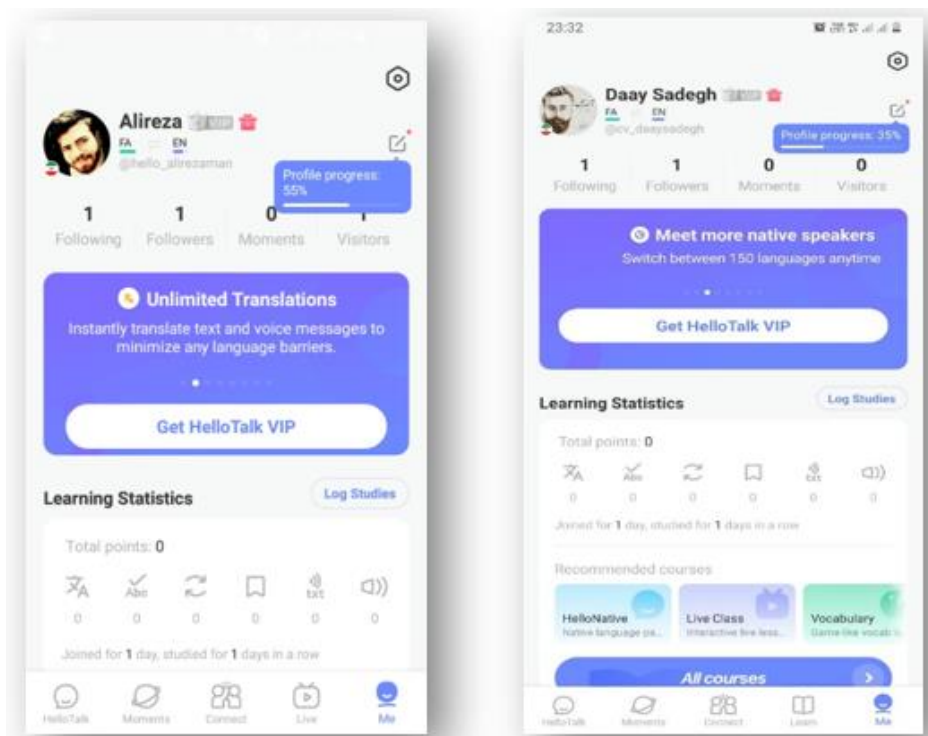 Alireza VIP
FA EN
@hello_alirezaman
Profile progress:
55%
1 1 0 1
Following Followers Moments Visitors
Unlimited Translations
Instantly translate text and voice messages to
minimize any language barriers.
Get HelloTalk VIP
Learning Statistics Log Studies
Total points: 0
Abc txt
0 0 0 0 0 0
Joined for 1 day, studied for 1 days in a row
HelloTalk Moments Connect Live Me
23:32
Daay Sadegh
FA EN
@cv_daaysadegh
Profile progress: 35%
1 1 0 0
Following Followers Moments Visitors
Meet more native speakers
Switch between 150 languages anytime
Get HelloTalk VIP
Learning Statistics Log Studies
Total points: 0
Abc txt
0 0 0 0 0 0
Joined for 1 day, studied for 1 days in a row
Recommended courses
HelloNative Live Class Vocabulary
Native language pa... Interactive live less... Game-like vocab
All courses
HelloTalk Moments Connect Learn Me